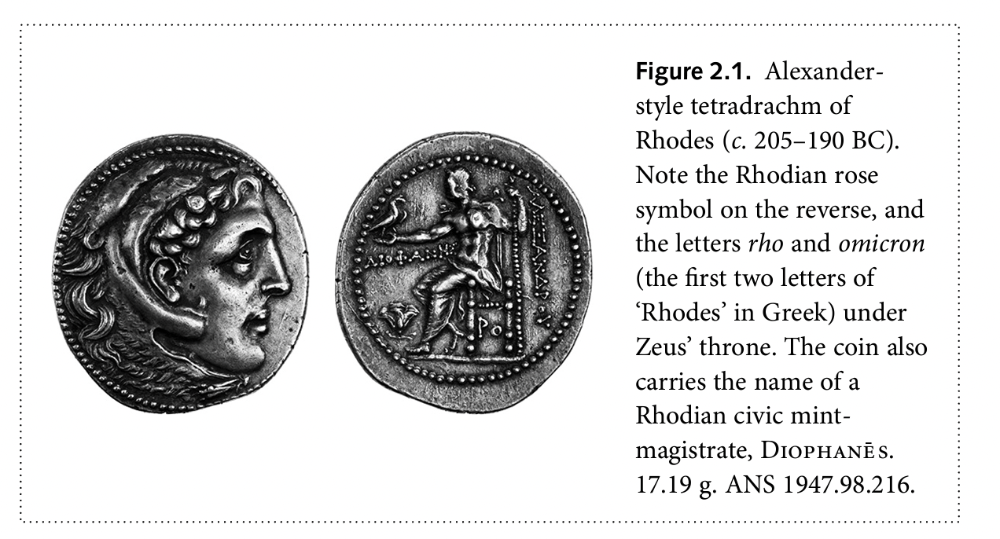 ΔΙΟΦΑΝΗΣ
ΑΛΕΞΑΝΔΡΟΥ
ΡΟ
Figure 2.1. Alexander-
style tetradrachm of
Rhodes (c. 205–190 BC).
Note the Rhodian rose
symbol on the reverse, and
the letters rho and omicron
(the first two letters of
‘Rhodes’ in Greek) under
Zeus’ throne. The coin also
carries the name of a
Rhodian civic mint-
magistrate, Diophanēs.
17.19 g. ANS 1947.98.216.